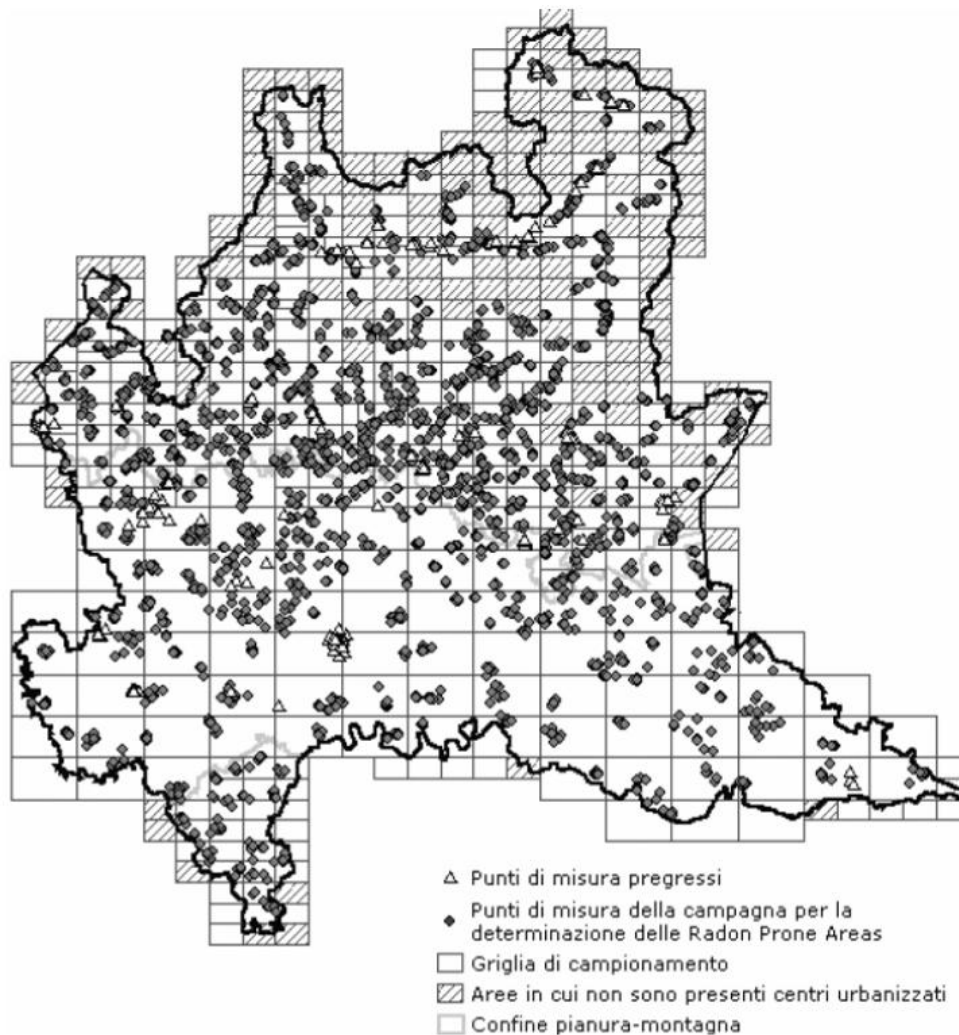 Punti di misura pregressi
Punti di misura della campagna per la
determinazione delle Radon Prone Areas
Griglia di campionamento
Aree in cui non sono presenti centri urbanizzati
Confine pianura-montagna